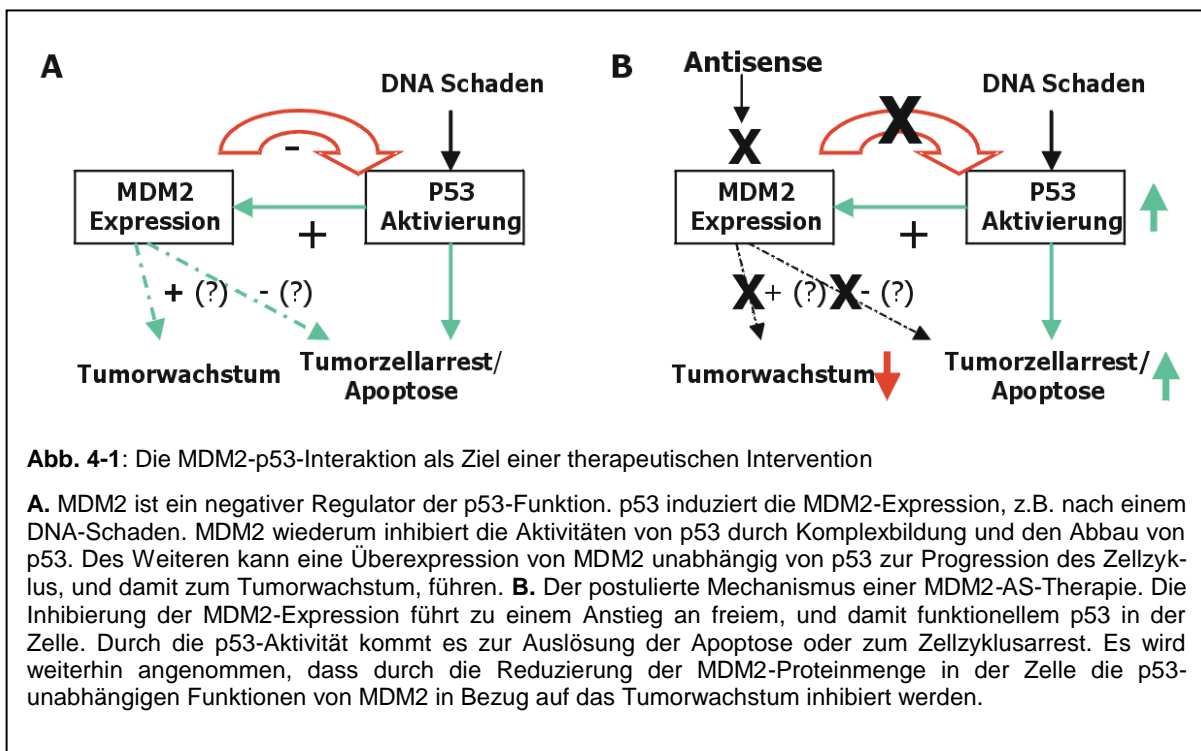 A
DNA Schaden
-
MDM2
Expression
P53
Aktivierung
+
+ (?) - (?)
Tumorwachstum
Tumorzellarrest/
Apoptose
B
Antisense
DNA Schaden
X
X
MDM2
Expression
P53
Aktivierung
+
X + (?) X - (?)
Tumorwachstum
Tumorzellarrest/
Apoptose
Abb. 4-1: Die MDM2-p53-Interaktion als Ziel einer therapeutischen Intervention
A. MDM2 ist ein negativer Regulator der p53-Funktion. p53 induziert die MDM2-Expression, z.B. nach einem
DNA-Schaden. MDM2 wiederum inhibiert die Aktivitäten von p53 durch Komplexbildung und den Abbau von
p53. Des Weiteren kann eine Überexpression von MDM2 unabhängig von p53 zur Progression des Zellzyk-
lus, und damit zum Tumorwachstum, führen. B. Der postulierte Mechanismus einer MDM2-AS-Therapie. Die
Inhibierung der MDM2-Expression führt zu einem Anstieg an freiem, und damit funktionellem p53 in der
Zelle. Durch die p53-Aktivität kommt es zur Auslösung der Apoptose oder zum Zellzyklusarrest. Es wird
weiterhin angenommen, dass durch die Reduzierung der MDM2-Proteinmenge in der Zelle die p53-
unabhängigen Funktionen von MDM2 in Bezug auf das Tumorwachstum inhibiert werden.